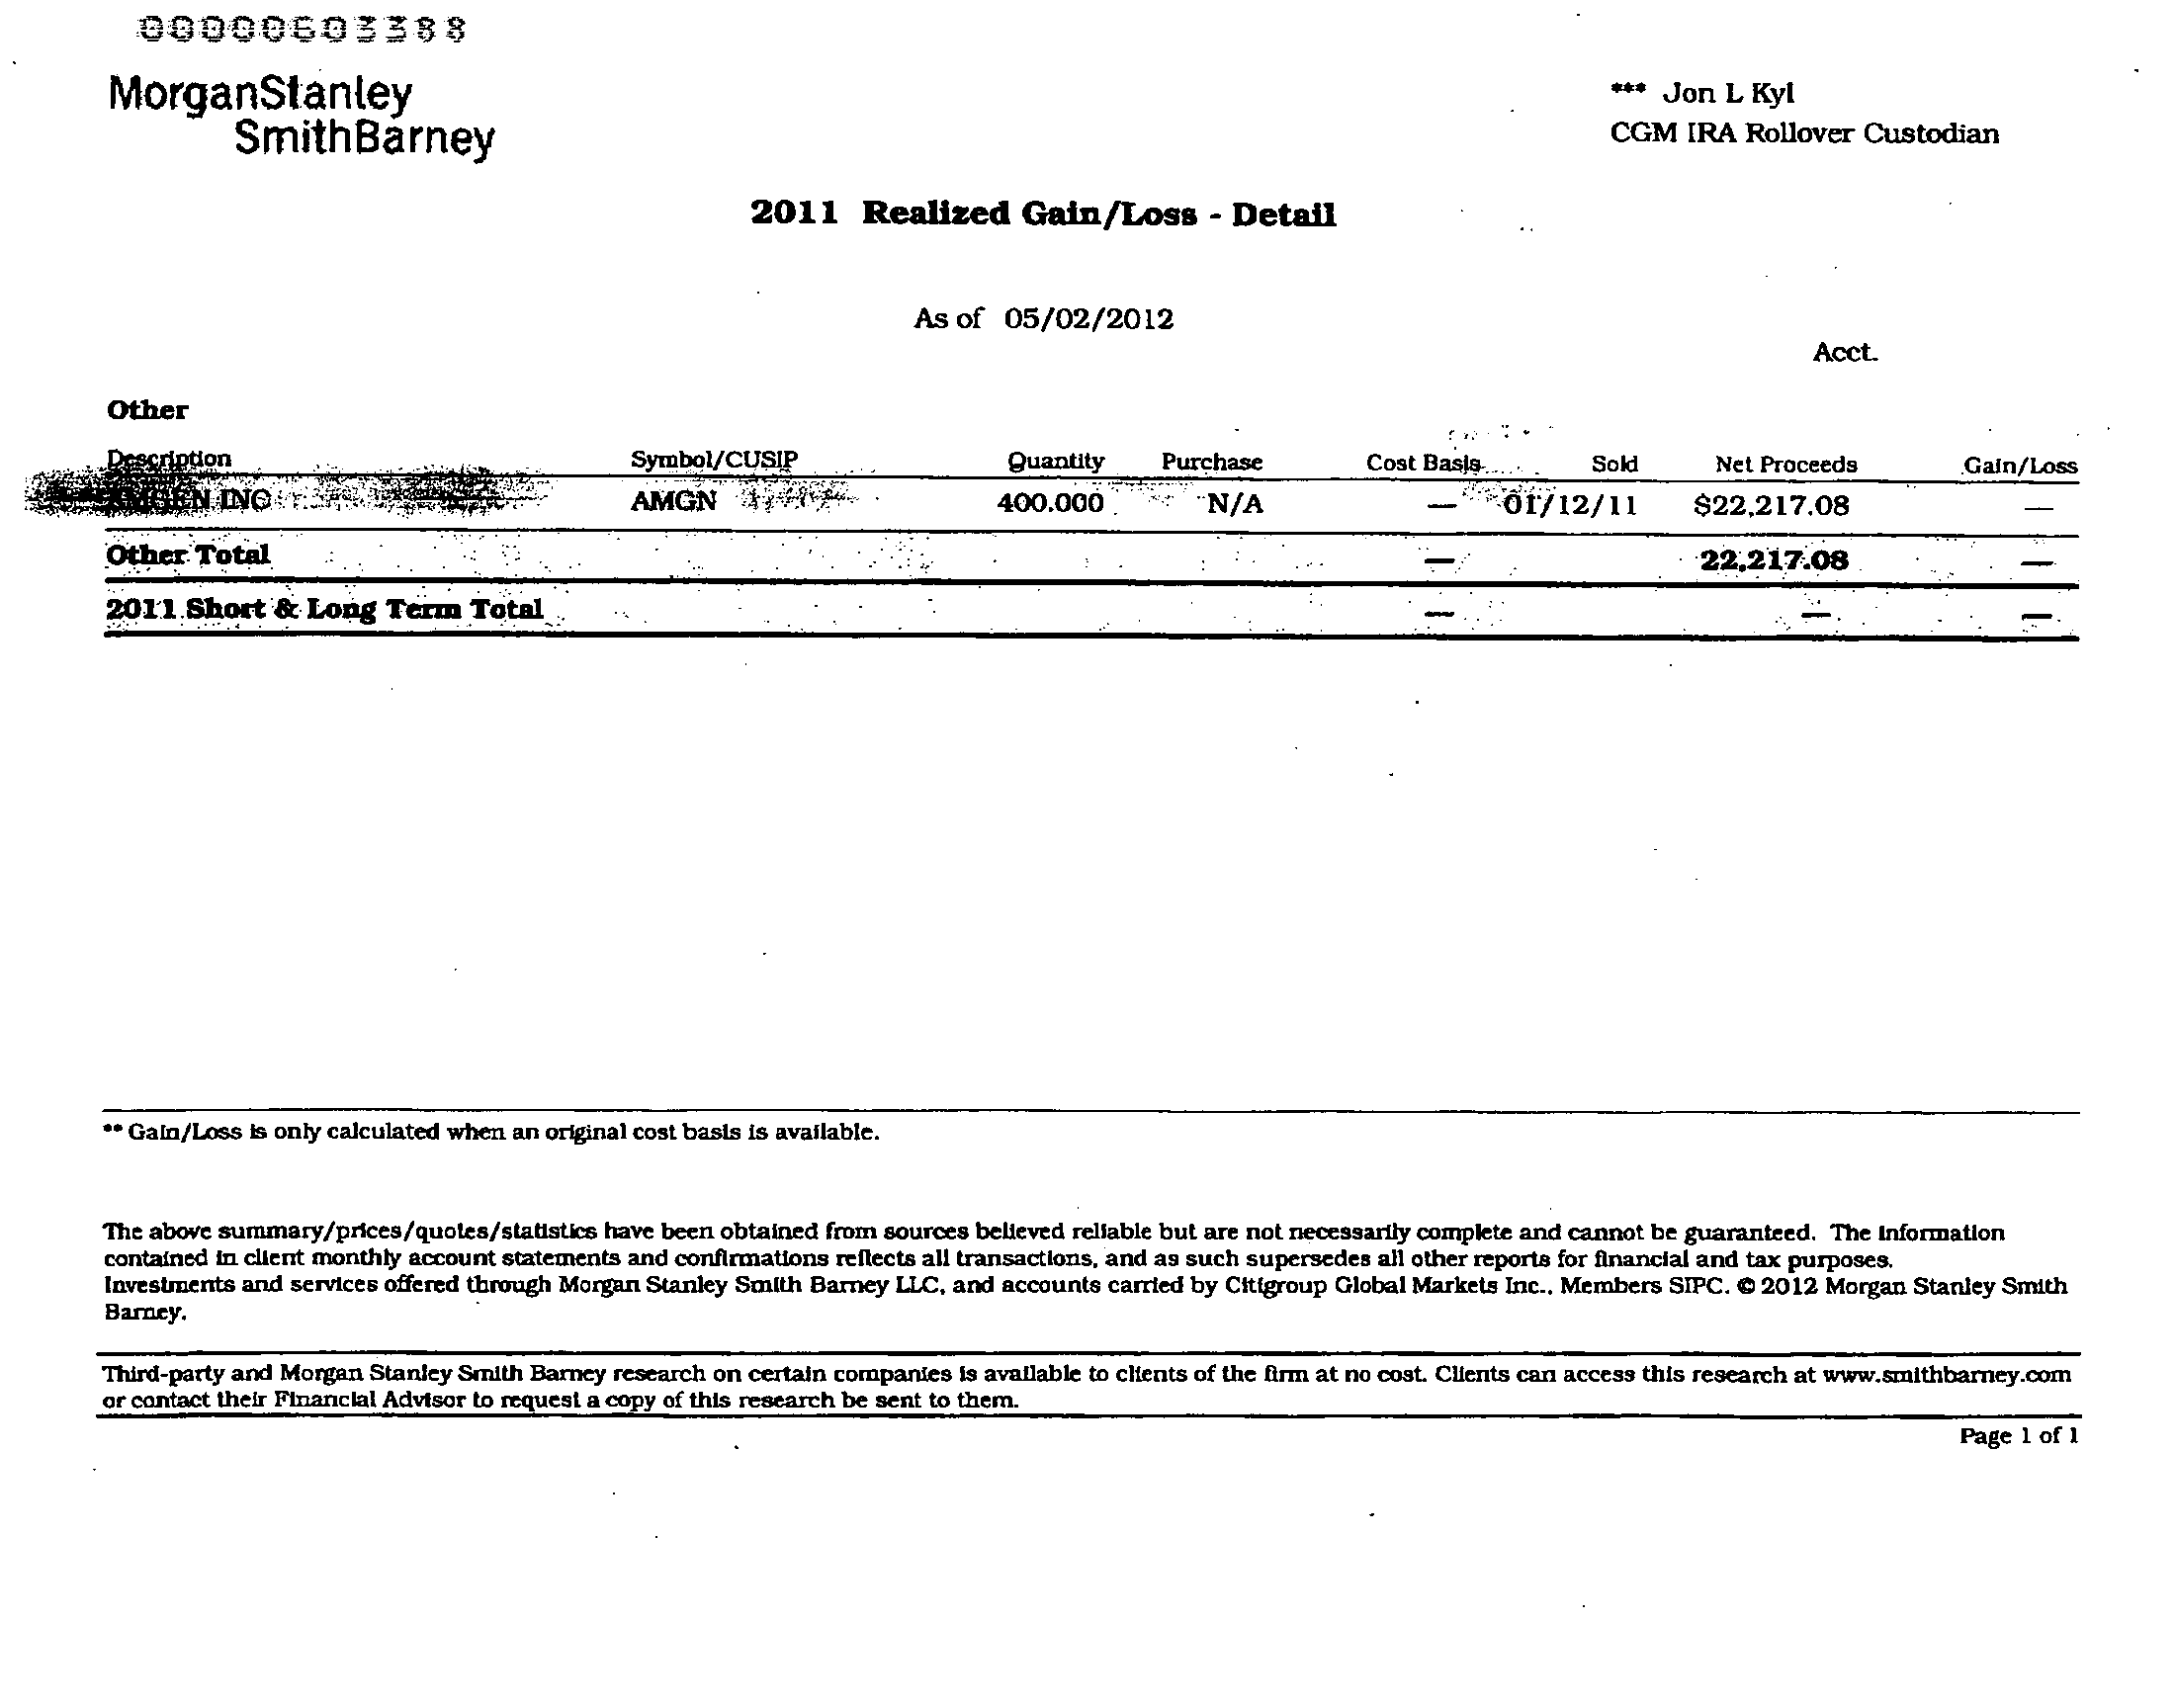 00000603388
MorganStanley
SmithBarney
*** Jon L Kyl
CGM IRA Rollover Custodian
2011 Realized Gain/Loss - Detail
As of 05/02/2012
Acct.
Other
Description Symbol/CUSIP Quantity Purchase Cost Basis Sold Net Proceeds Gain/Loss
AMGEN INC AMGN 400.000 N/A — 01/12/11 $22,217.08 —
Other Total — 22,217.08 —
2011 Short & Long Term Total — — —
** Gain/Loss is only calculated when an original cost basis is available.
The above summary/prices/quotes/statistics have been obtained from sources believed reliable but are not necessarily complete and cannot be guaranteed. The information
contained in client monthly account statements and confirmations reflects all transactions, and as such supersedes all other reports for financial and tax purposes.
Investments and services offered through Morgan Stanley Smith Barney LLC, and accounts carried by Citigroup Global Markets Inc., Members SIPC. © 2012 Morgan Stanley Smith
Barney.
Third-party and Morgan Stanley Smith Barney research on certain companies is available to clients of the firm at no cost. Clients can access this research at www.smithbarney.com
or contact their Financial Advisor to request a copy of this research be sent to them.
Page 1 of 1